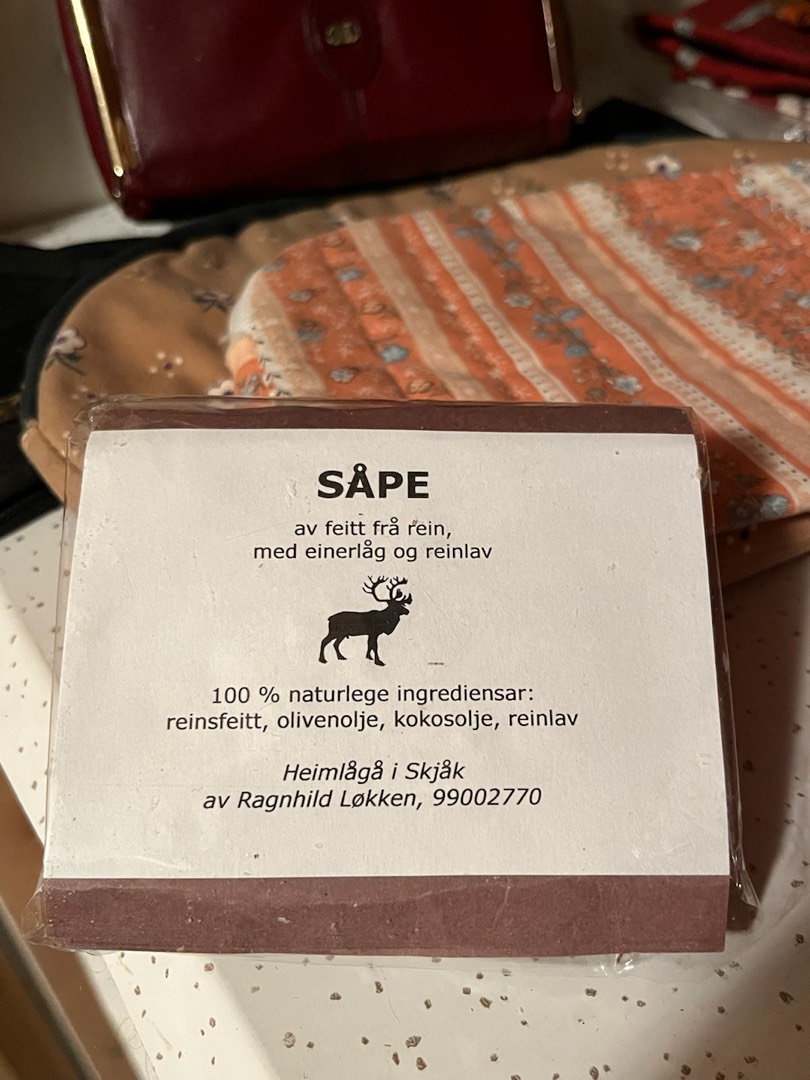 SÅPE
av feitt frå rein,
med einerlåg og reinlav
100 % naturlege ingrediensar:
reinsfeitt, olivenolje, kokosolje, reinlav
Heimlågå i Skjåk
av Ragnhild Løkken, 99002770